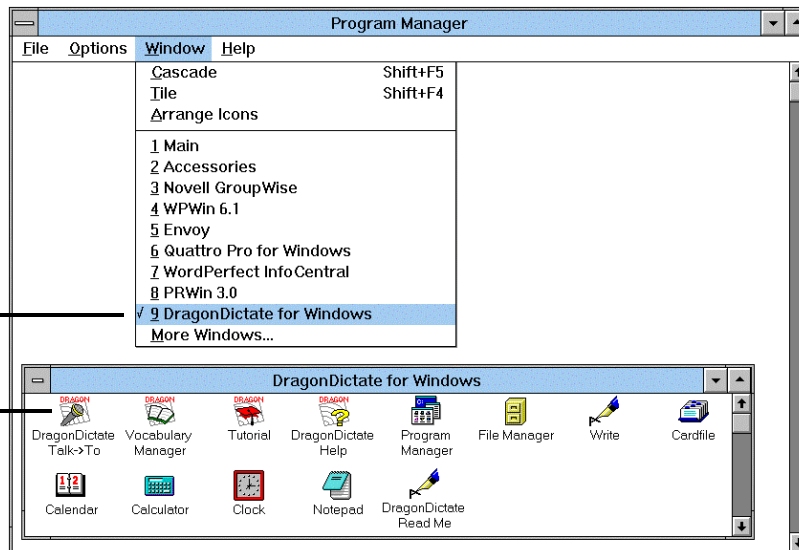 Program Manager
File Options Window Help
Cascade Shift+F5
Tile Shift+F4
Arrange Icons
1 Main
2 Accessories
3 Novell GroupWise
4 WPWin 6.1
5 Envoy
6 Quattro Pro for Windows
7 WordPerfect InfoCentral
8 PRWin 3.0
√ 9 DragonDictate for Windows
More Windows...
DragonDictate for Windows
DRAGON DRAGON DRAGON DRAGON
DragonDictate Vocabulary Tutorial DragonDictate Program File Manager Write Cardfile
Talk->To Manager Help Manager
Calendar Calculator Clock Notepad DragonDictate
Read Me